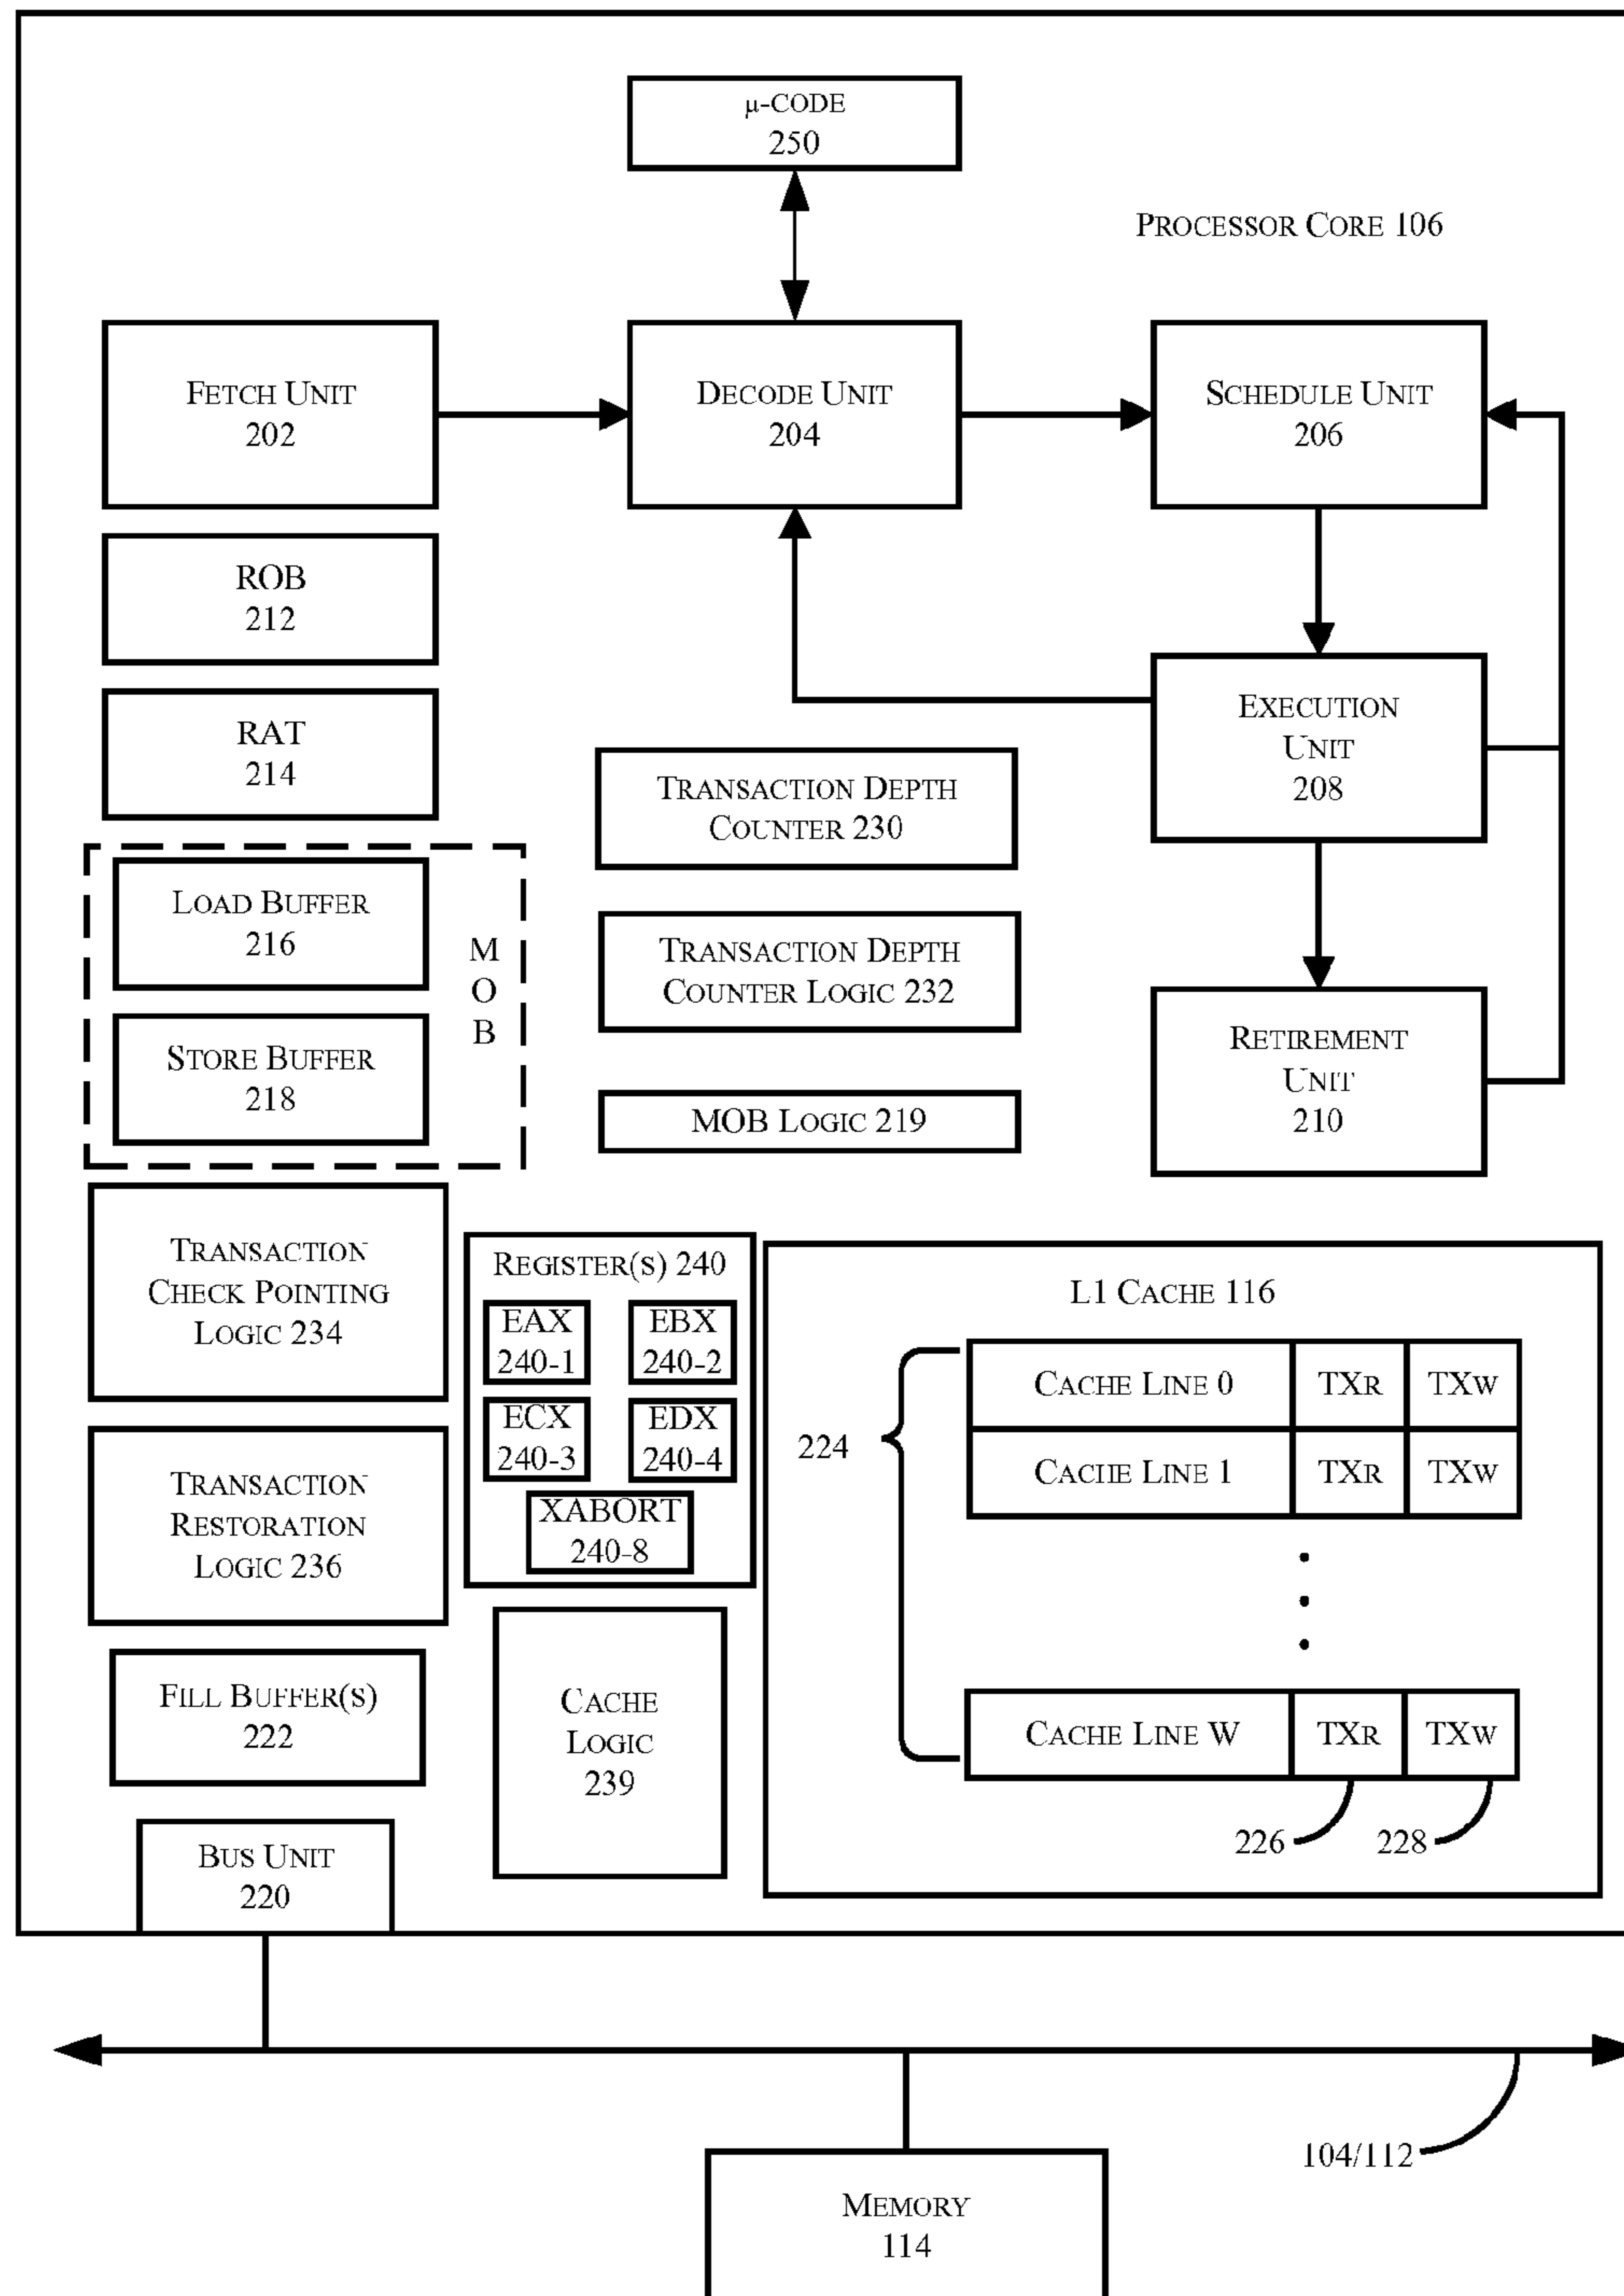 μ-CODE
250
PROCESSOR CORE 106
FETCH UNIT
202
DECODE UNIT
204
SCHEDULE UNIT
206
ROB
212
RAT
214
EXECUTION
UNIT
208
TRANSACTION DEPTH
COUNTER 230
LOAD BUFFER
216
M
O
B
STORE BUFFER
218
TRANSACTION DEPTH
COUNTER LOGIC 232
MOB LOGIC 219
RETIREMENT
UNIT
210
TRANSACTION
CHECK POINTING
LOGIC 234
TRANSACTION
RESTORATION
LOGIC 236
REGISTER(S) 240
EAX
240-1
EBX
240-2
ECX
240-3
EDX
240-4
XABORT
240-8
L1 CACHE 116
224
CACHE LINE 0 TXR TXW
CACHE LINE 1 TXR TXW
CACHE LINE W TXR TXW
226
228
FILL BUFFER(S)
222
CACHE
LOGIC
239
BUS UNIT
220
104/112
MEMORY
114